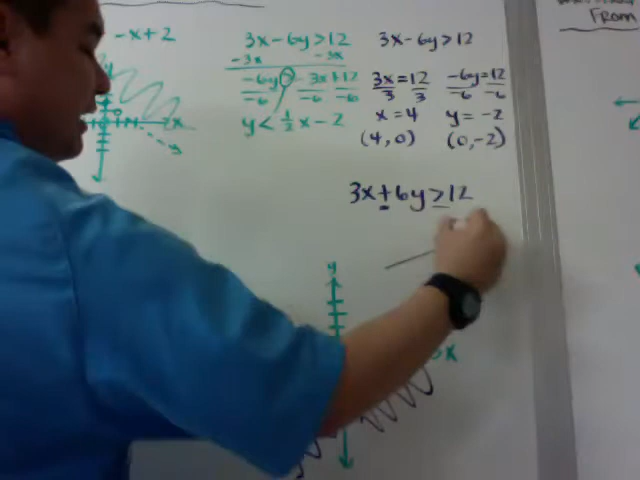 From
-x+2
y
x
3x-6y>12
-3x -3x
-6y > -3x+12
-6 -6 -6
y < 1/2 x - 2
3x-6y>12
3x = 12
3 3
x = 4
(4,0)
-6y = 12
-6 -6
y = -2
(0,-2)
3x+6y>12
y
x